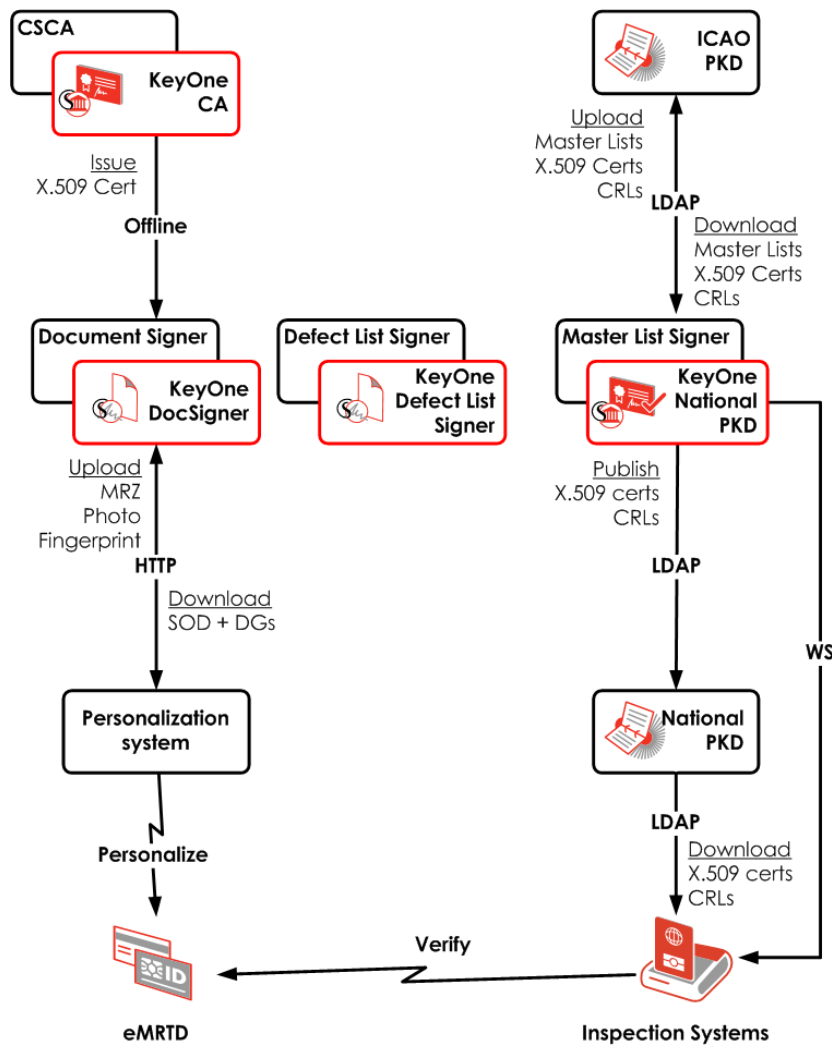 CSCA
KeyOne
CA
Issue
X.509 Cert
Offline
ICAO
PKD
Upload
Master Lists
X.509 Certs
CRLs
LDAP
Download
Master Lists
X.509 Certs
CRLs
Document Signer
KeyOne
DocSigner
Defect List Signer
KeyOne
Defect List
Signer
Master List Signer
KeyOne
National
PKD
Upload
MRZ
Photo
Fingerprint
HTTP
Download
SOD + DGs
Publish
X.509 certs
CRLs
LDAP
WS
Personalization
system
National
PKD
Personalize
LDAP
Download
X.509 certs
CRLs
Verify
ID
eMRTD
Inspection Systems